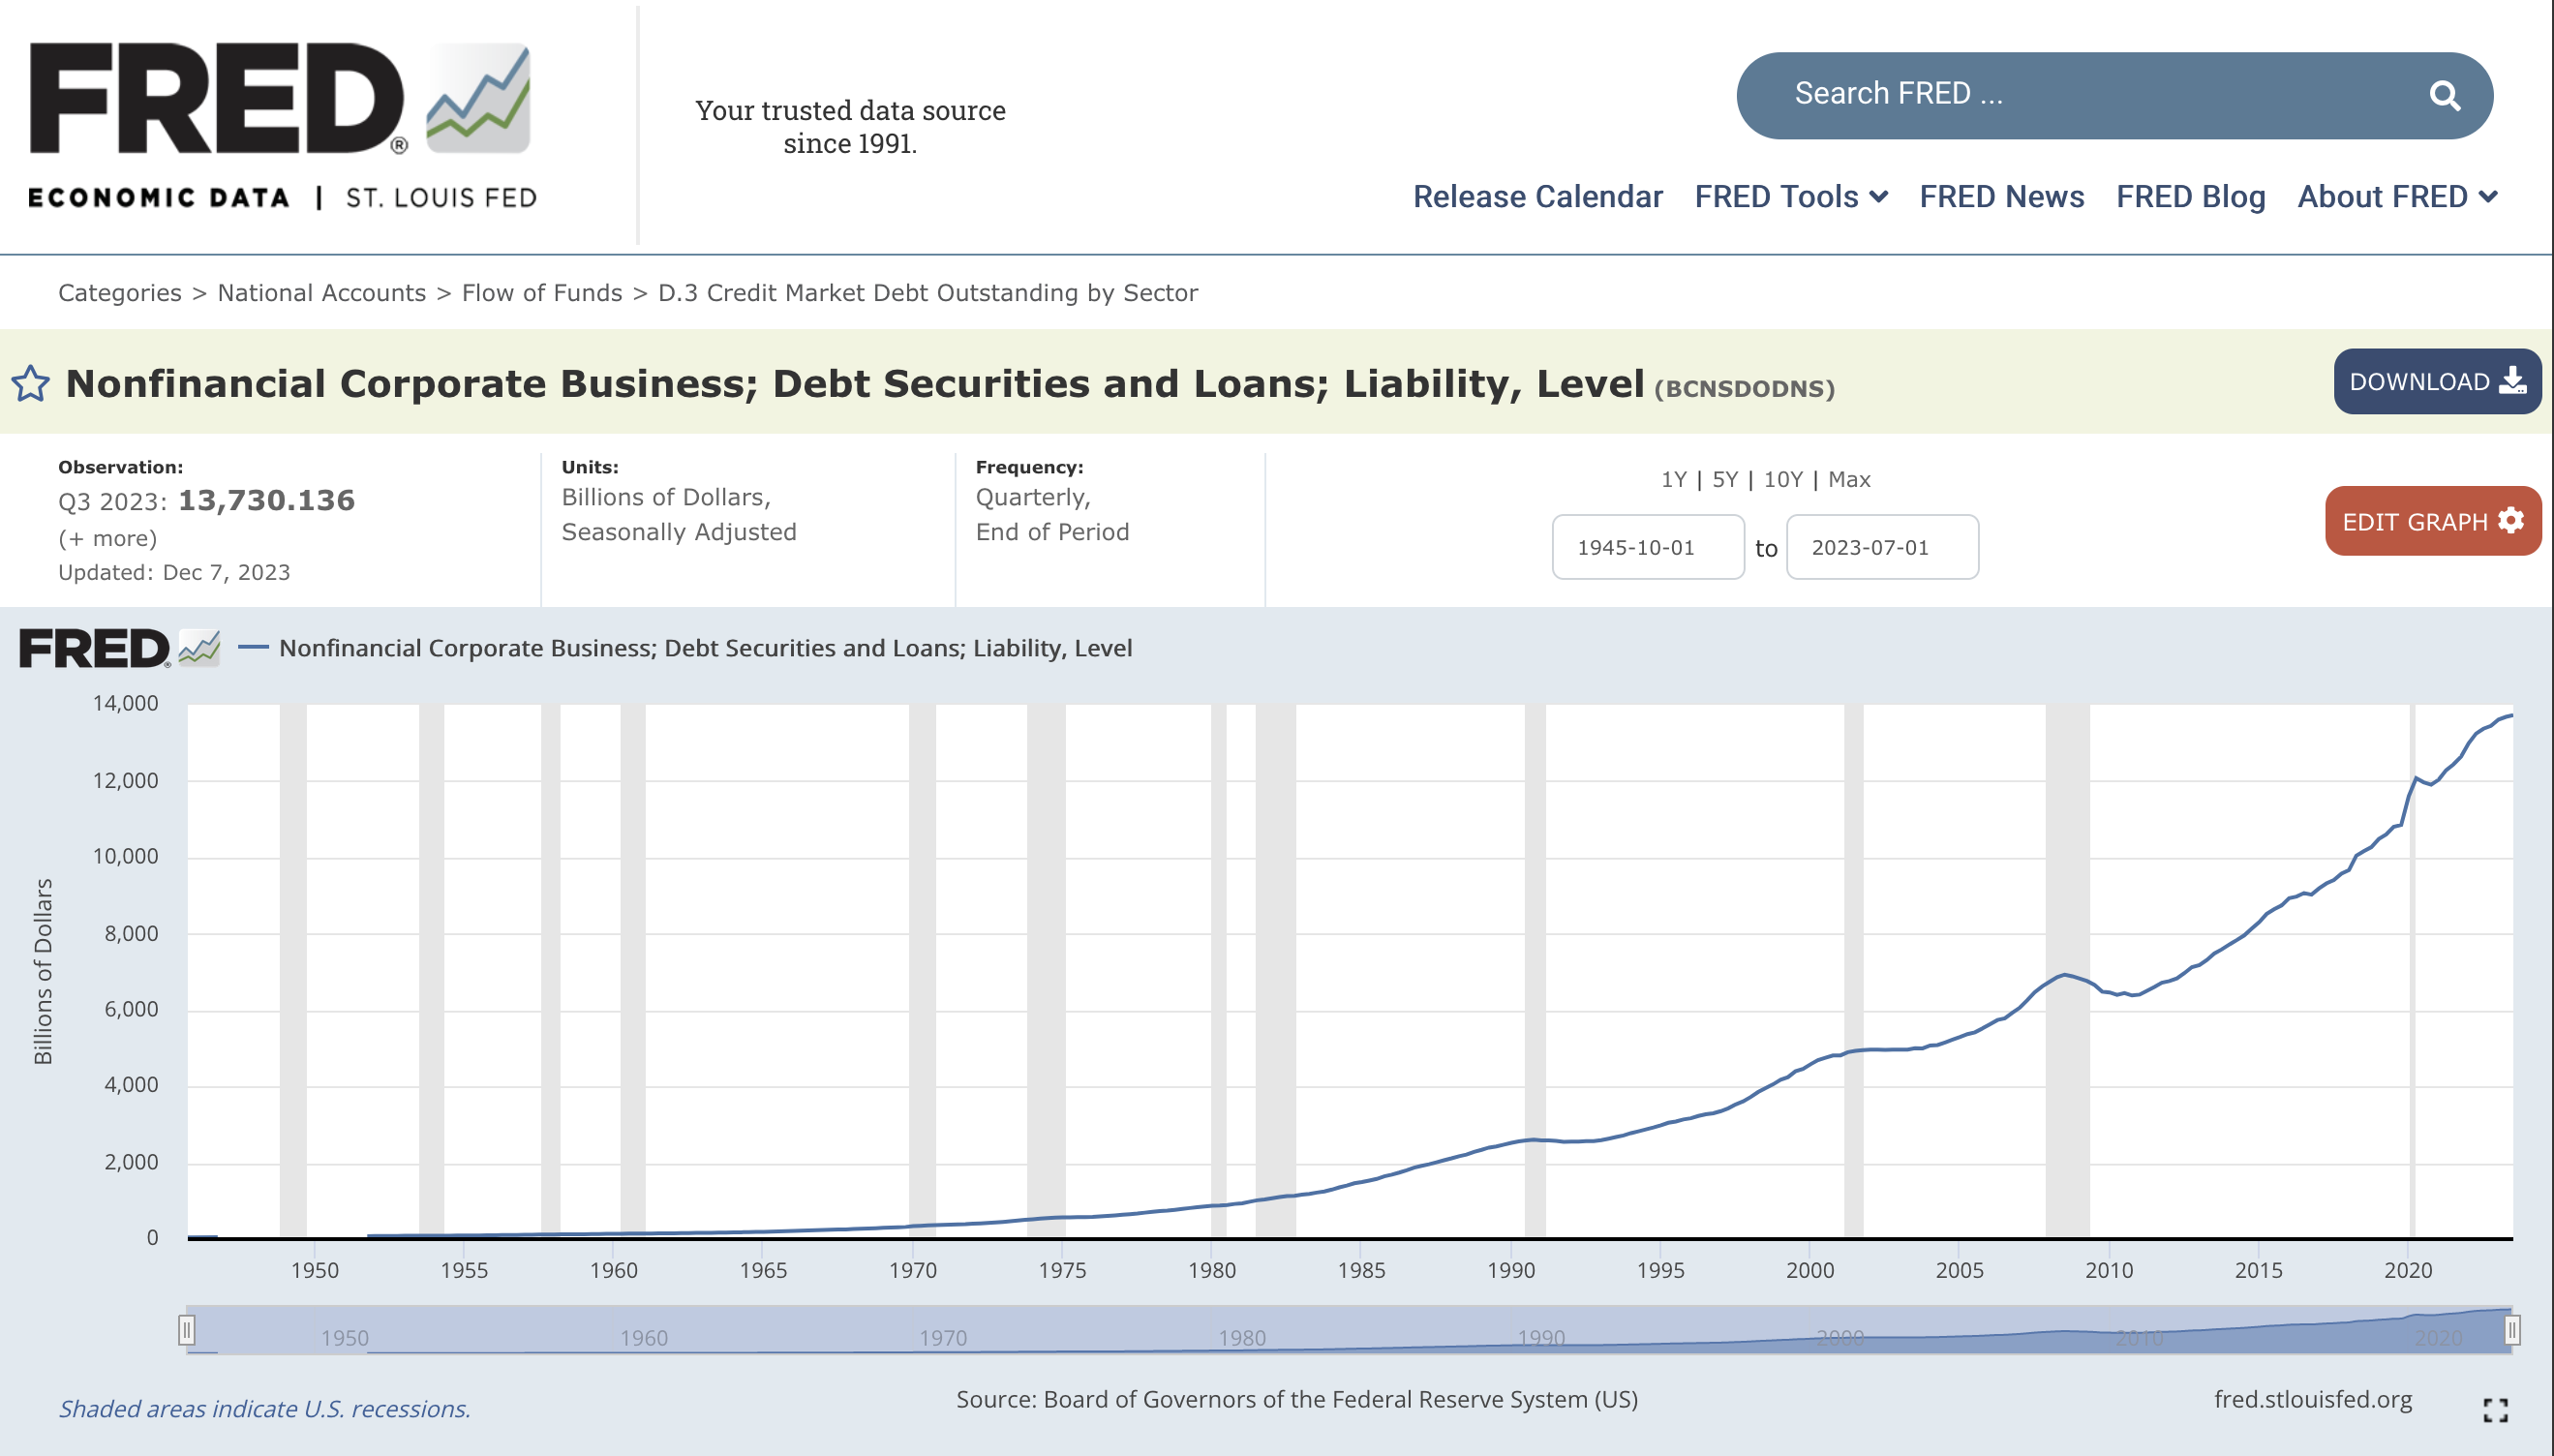 FRED®
ECONOMIC DATA | ST. LOUIS FED
Your trusted data source
since 1991.
Search FRED ...
Release Calendar FRED Tools FRED News FRED Blog About FRED
Categories > National Accounts > Flow of Funds > D.3 Credit Market Debt Outstanding by Sector
Nonfinancial Corporate Business; Debt Securities and Loans; Liability, Level (BCNSDODNS)
DOWNLOAD
Observation:
Q3 2023: 13,730.136
(+ more)
Updated: Dec 7, 2023
Units:
Billions of Dollars,
Seasonally Adjusted
Frequency:
Quarterly,
End of Period
1Y | 5Y | 10Y | Max
1945-10-01 to 2023-07-01
EDIT GRAPH
FRED® Nonfinancial Corporate Business; Debt Securities and Loans; Liability, Level
Billions of Dollars
14,000
12,000
10,000
8,000
6,000
4,000
2,000
0
1950 1955 1960 1965 1970 1975 1980 1985 1990 1995 2000 2005 2010 2015 2020
1950 1960 1970 1980 1990 2000 2010 2020
Shaded areas indicate U.S. recessions.
Source: Board of Governors of the Federal Reserve System (US)
fred.stlouisfed.org